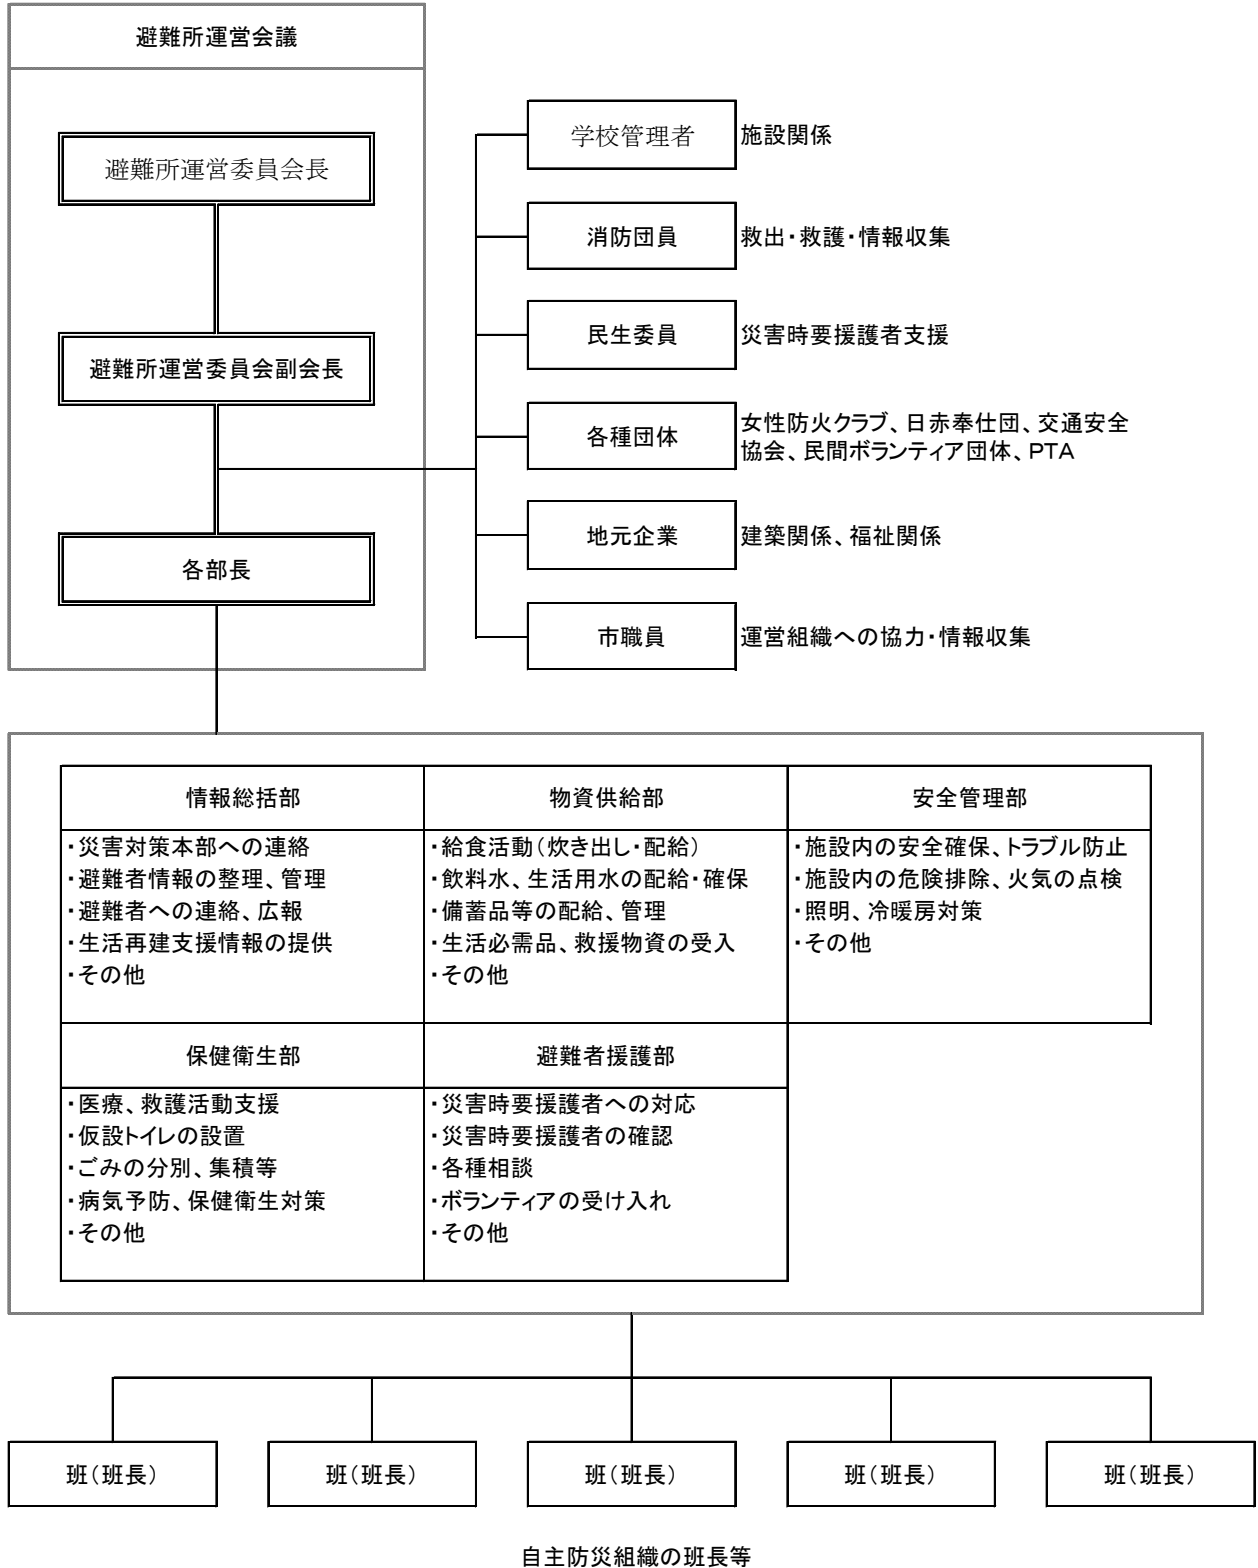 避難所運営会議
避難所運営委員会長
避難所運営委員会副会長
各部長
学校管理者
施設関係
消防団員
救出・救護・情報収集
民生委員
災害時要援護者支援
各種団体
女性防火クラブ、日赤奉仕団、交通安全
協会、民間ボランティア団体、PTA
地元企業
建築関係、福祉関係
市職員
運営組織への協力・情報収集
情報総括部
・災害対策本部への連絡
・避難者情報の整理、管理
・避難者への連絡、広報
・生活再建支援情報の提供
・その他
物資供給部
・給食活動(炊き出し・配給)
・飲料水、生活用水の配給・確保
・備蓄品等の配給、管理
・生活必需品、救援物資の受入
・その他
安全管理部
・施設内の安全確保、トラブル防止
・施設内の危険排除、火気の点検
・照明、冷暖房対策
・その他
保健衛生部
・医療、救護活動支援
・仮設トイレの設置
・ごみの分別、集積等
・病気予防、保健衛生対策
・その他
避難者援護部
・災害時要援護者への対応
・災害時要援護者の確認
・各種相談
・ボランティアの受け入れ
・その他
班(班長)
班(班長)
班(班長)
班(班長)
班(班長)
自主防災組織の班長等